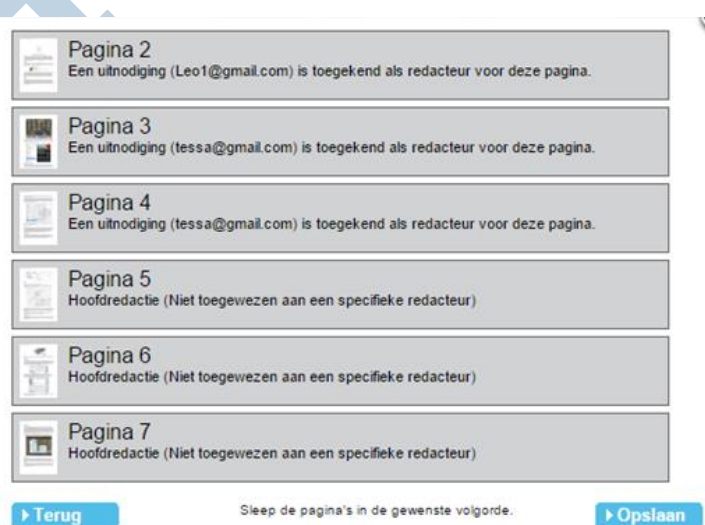 Pagina 2
Een uitnodiging (Leo1@gmail.com) is toegekend als redacteur voor deze pagina.
Pagina 3
Een uitnodiging (tessa@gmail.com) is toegekend als redacteur voor deze pagina.
Pagina 4
Een uitnodiging (tessa@gmail.com) is toegekend als redacteur voor deze pagina.
Pagina 5
Hoofdredactie (Niet toegewezen aan een specifieke redacteur)
Pagina 6
Hoofdredactie (Niet toegewezen aan een specifieke redacteur)
Pagina 7
Hoofdredactie (Niet toegewezen aan een specifieke redacteur)
Terug Sleep de pagina's in de gewenste volgorde. Opslaan